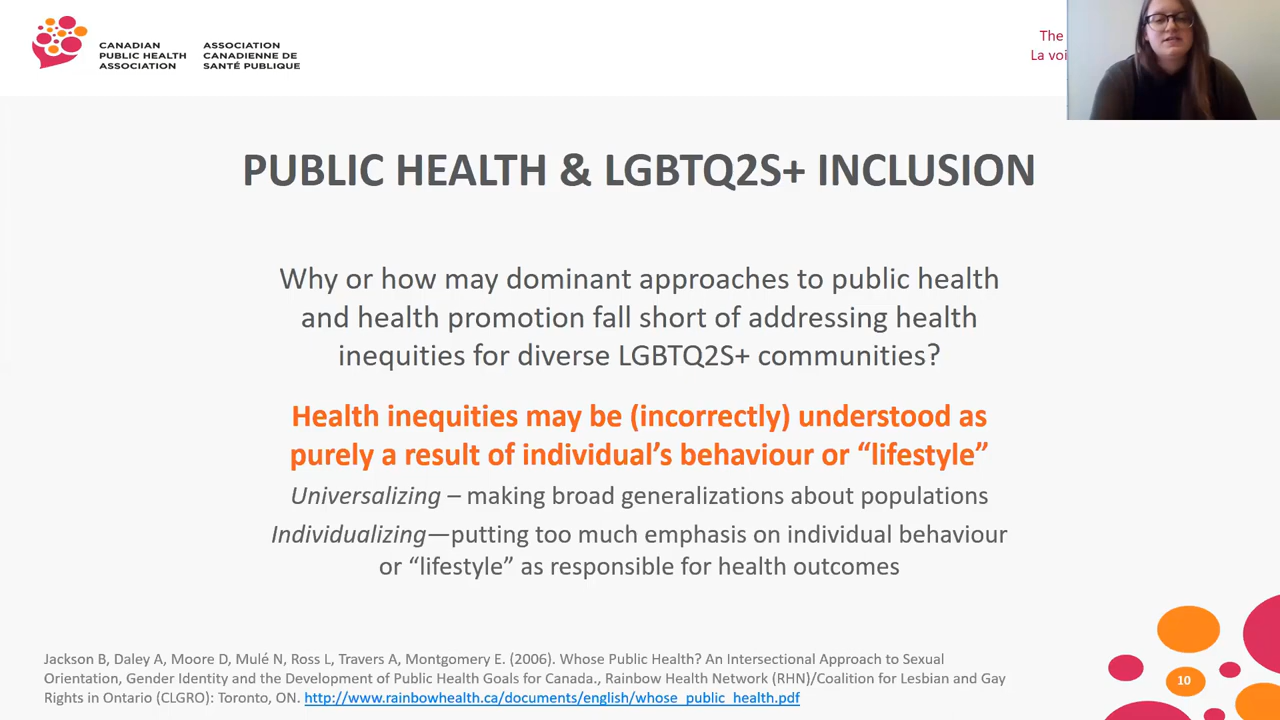 CANADIAN
PUBLIC HEALTH
ASSOCIATION
ASSOCIATION
CANADIENNE DE
SANTÉ PUBLIQUE
The
La voi
PUBLIC HEALTH & LGBTQ2S+ INCLUSION
Why or how may dominant approaches to public health
and health promotion fall short of addressing health
inequities for diverse LGBTQ2S+ communities?
Health inequities may be (incorrectly) understood as
purely a result of individual’s behaviour or “lifestyle”
Universalizing – making broad generalizations about populations
Individualizing—putting too much emphasis on individual behaviour
or “lifestyle” as responsible for health outcomes
Jackson B, Daley A, Moore D, Mulé N, Ross L, Travers A, Montgomery E. (2006). Whose Public Health? An Intersectional Approach to Sexual
Orientation, Gender Identity and the Development of Public Health Goals for Canada., Rainbow Health Network (RHN)/Coalition for Lesbian and Gay
Rights in Ontario (CLGRO): Toronto, ON. http://www.rainbowhealth.ca/documents/english/whose_public_health.pdf
10